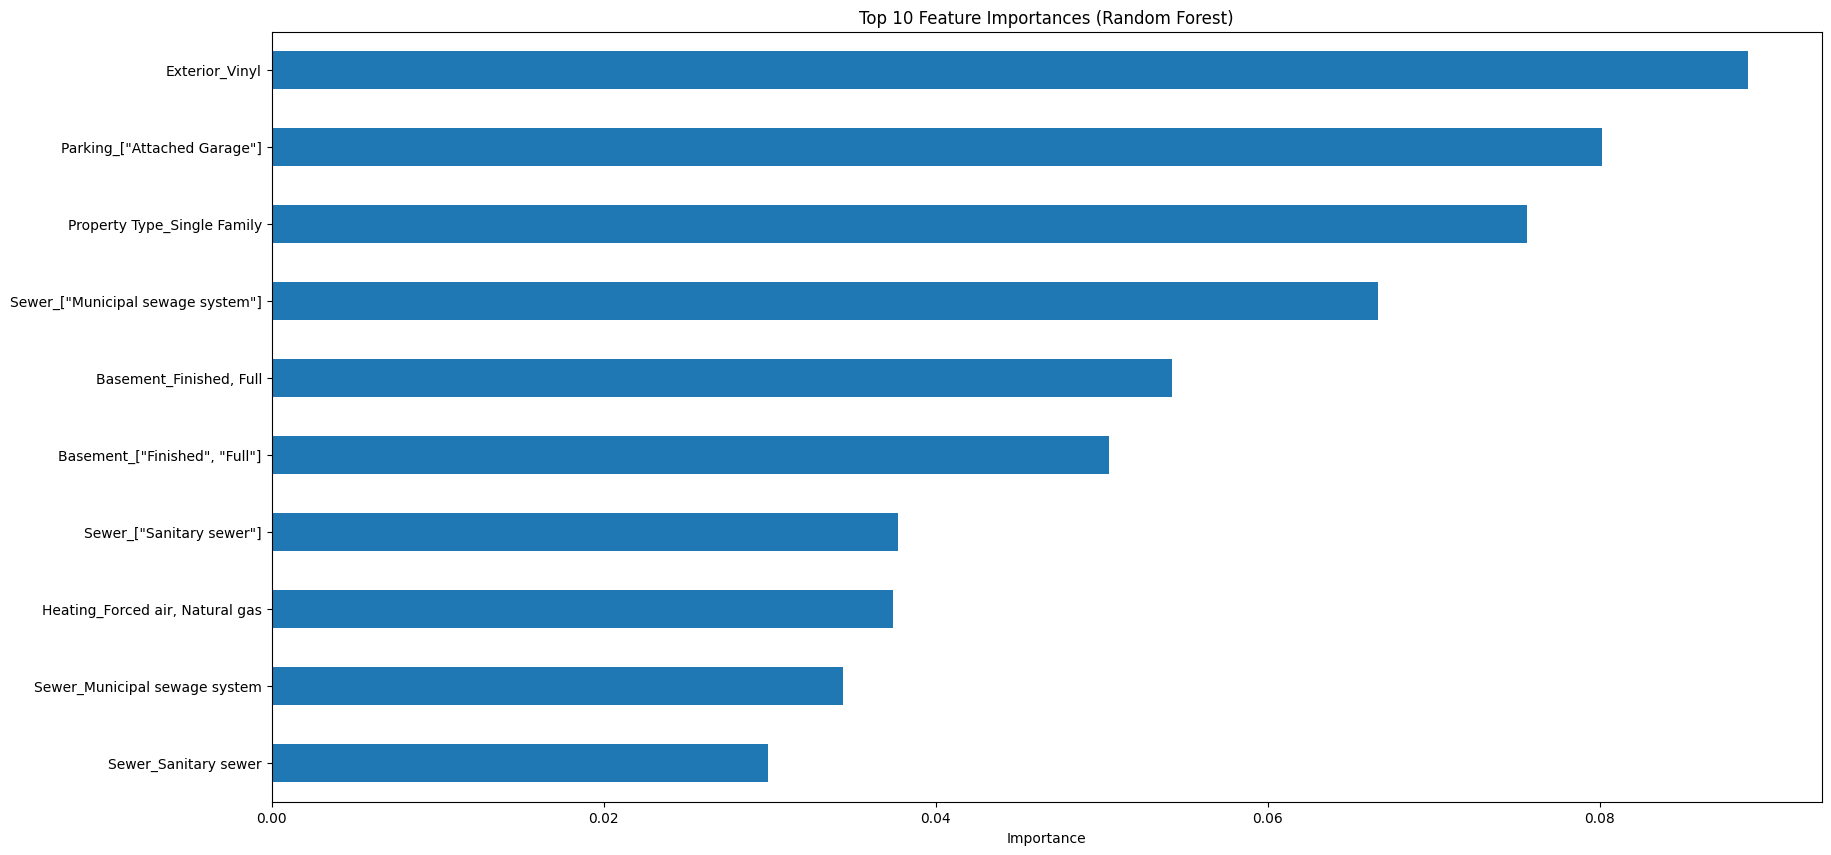 Top 10 Feature Importances (Random Forest)
Exterior_Vinyl
Parking_["Attached Garage"]
Property Type_Single Family
Sewer_["Municipal sewage system"]
Basement_Finished, Full
Basement_["Finished", "Full"]
Sewer_["Sanitary sewer"]
Heating_Forced air, Natural gas
Sewer_Municipal sewage system
Sewer_Sanitary sewer
0.00 0.02 0.04 0.06 0.08
Importance